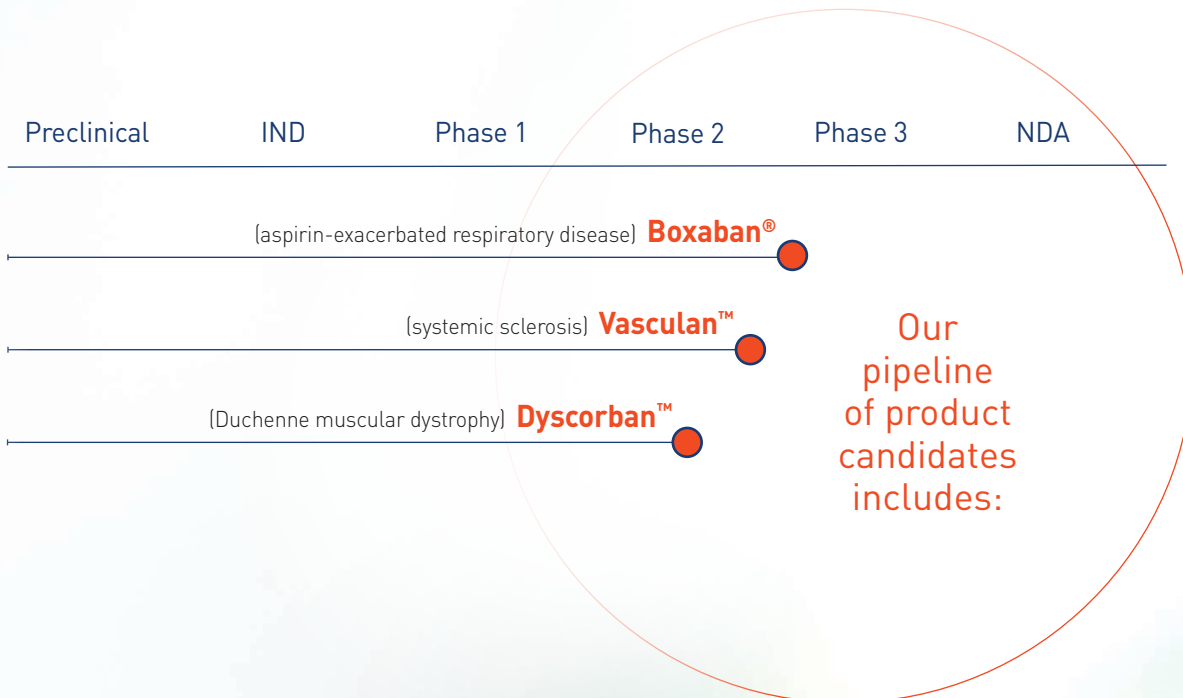 Preclinical IND Phase 1 Phase 2 Phase 3 NDA
(aspirin-exacerbated respiratory disease) Boxaban®
(systemic sclerosis) Vasculan™
(Duchenne muscular dystrophy) Dyscorban™
Our
pipeline
of product
candidates
includes: